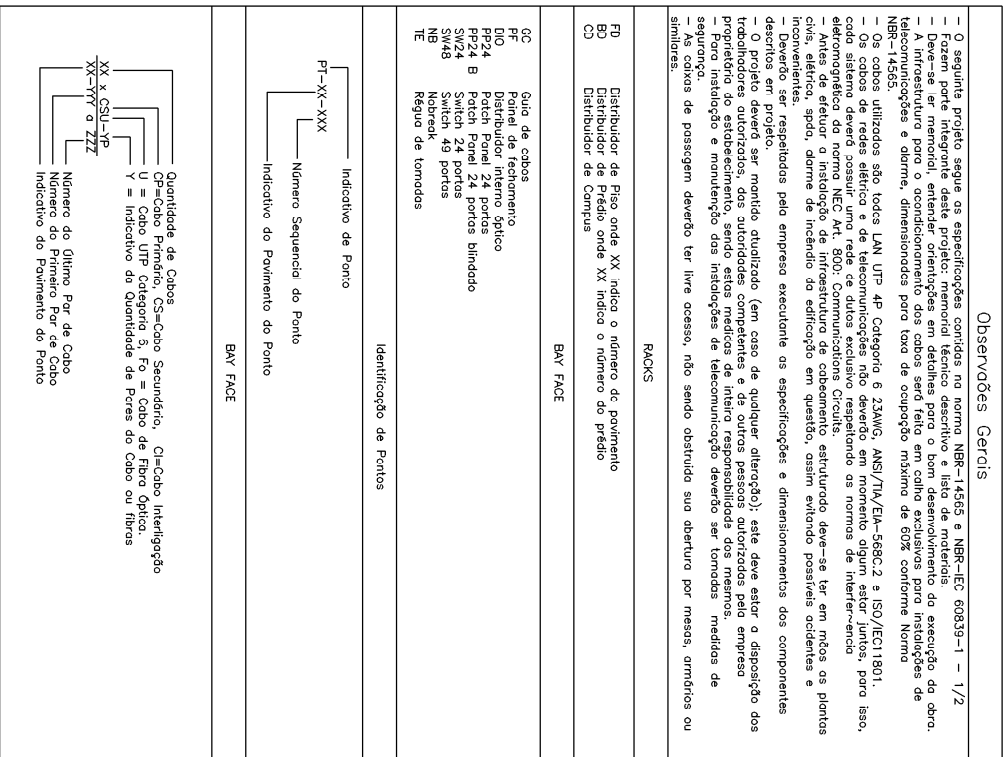 Observaões Gerais
– O seguinte projeto segue as especificações contidas na norma NBR-14565 e NBR-IEC 60839-1 – 1/2
– Fazem parte integrante deste projeto: memorial técnico descritivo e lista de materiais.
– Deve-se ler memorial, entender orientações em detalhes para o bom desenvolvimento da execução da obra.
– A infraestrutura para o acondicionamento dos cabos será feita em calha exclusivas para instalações de
telecomunicações e alarme, dimensionados para taxa de ocupação máxima de 60% conforme Norma
NBR-14565.
– Os cabos utilizados são todos LAN UTP 4P Categoria 6 23AWG, ANSI/TIA/EIA-568C.2 e ISO/IEC11801.
– Os cabos de redes elétrica e de telecomunicações não deverão em momento algum estar juntos, para isso,
cada sistema deverá possuir uma rede de dutos exclusivo respeitando as normas de interfer~encia
eletromagnética da norma NEC Art. 800: Communications Circuits.
– Antes de efetuar a instalação de infraestrutura de cabeamento estruturado deve-se ter em mãos as plantas
civis, elétrica, spda, alarme de incêndio da edificação em questão, assim evitando possíveis acidentes e
inconvenientes.
– Deverão ser respeitadas pela empresa executante as especificações e dimensionamentos dos componentes
descritos em projeto.
– O projeto deverá ser mantido atualizado (em caso de qualquer alteração); este deve estar a disposição dos
trabalhadores autorizados, das autoridades competentes e de outras pessoas autorizadas pela empresa
proprietária do estabelecimento, sendo estas medicas de inteira responsabilidade dos mesmos.
– Para instalação e manutenção das instalações de telecomunicação deverão ser tomadas medidas de
segurança.
– As caixas de passagem deverão ter livre acesso, não sendo obstruida sua abertura por mesas, armários ou
similares.
RACKS
FD Distribuidor de Piso onde XX indica o número do pavimento
BD Distribuidor de Prédio onde XX indica o número do prédio
CD Distribuidor de Campus
BAY FACE
GC Guia de cabos
PF Painel de fechamento
DIO Distribuidor interno óptico
PP24 Patch Panel 24 portas
PP24 B Patch Panel 24 portas blindado
SW24 Switch 24 portas
SW48 Switch 49 portas
NB Nobreak
TE Régua de tomadas
Identificação de Pontos
PT-XX-XXX
Indicativo de Ponto
Número Sequencia do Ponto
Indicativo do Pavimento do Ponto
BAY FACE
Quantidade de Cabos
CP=Cabo Primário, CS=Cabo Secundário, CI=Cabo Interligação
U = Cabo UTP Categoria 6, Fo = Cabo de Fibra Óptica.
Y = Indicativo da Quantidade de Pares do Cabo ou fibras
XX x CSU-YP
XX-YYY a ZZZ
Número do Último Par de Cabo
Número do Primeiro Par de Cabo
Indicativo do Pavimento do Ponto